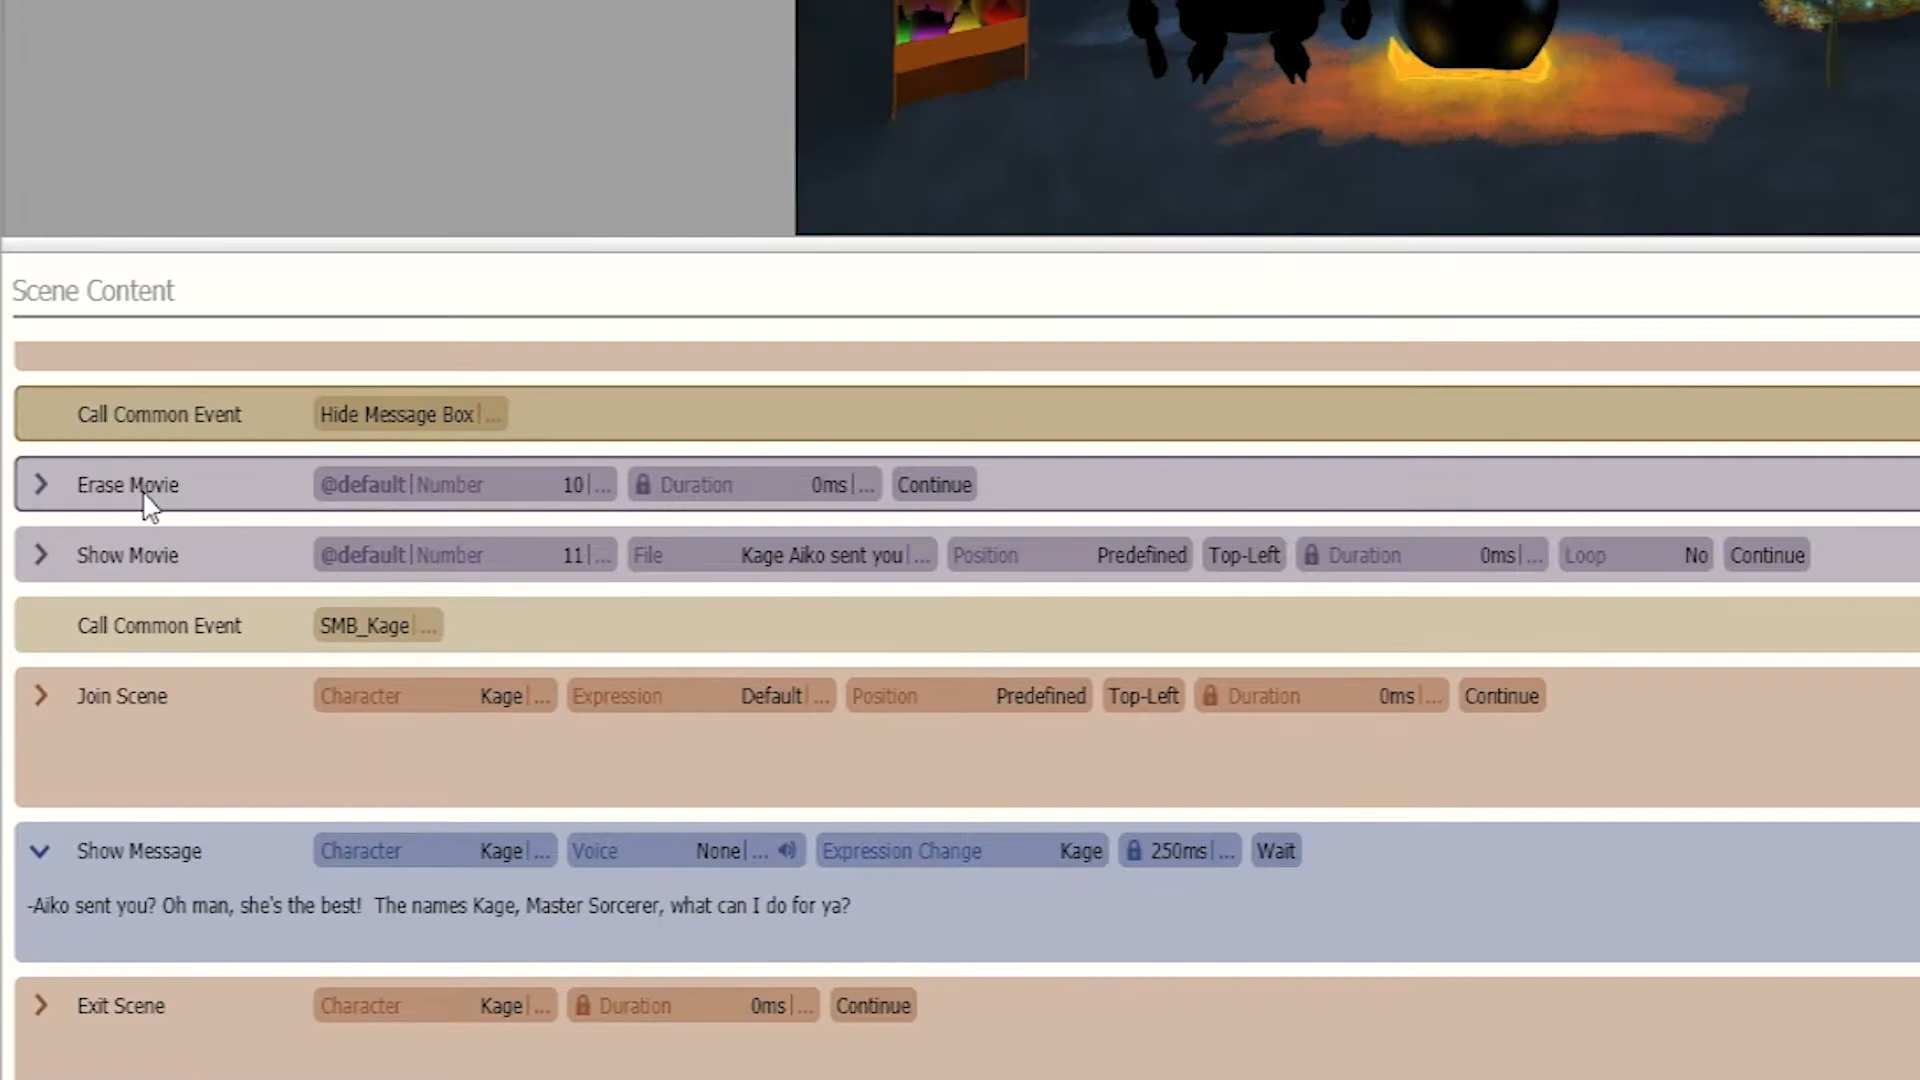 Scene Content
Call Common Event Hide Message Box|...
Erase Movie @default|Number 10|... Duration 0ms|... Continue
Show Movie @default|Number 11|... File Kage Aiko sent you|... Position Predefined Top-Left Duration 0ms|... Loop No Continue
Call Common Event SMB_Kage|...
Join Scene Character Kage|... Expression Default|... Position Predefined Top-Left Duration 0ms|... Continue
Show Message Character Kage|... Voice None|... Expression Change Kage 250ms|... Wait
-Aiko sent you? Oh man, she's the best!  The names Kage, Master Sorcerer, what can I do for ya?
Exit Scene Character Kage|... Duration 0ms|... Continue